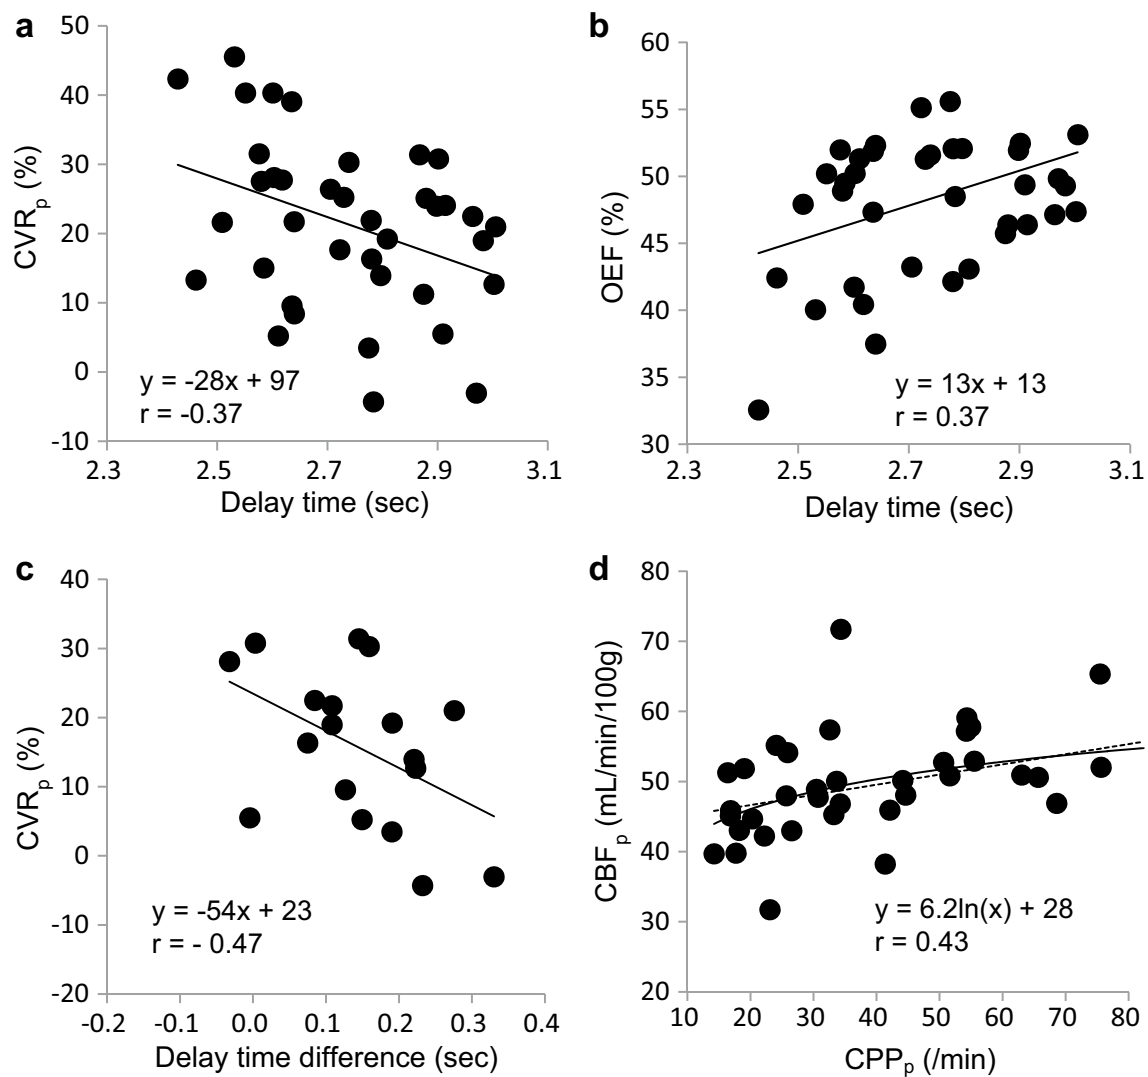 a
50
40
30
20
10
0
-10
CVRp (%)
2.3 2.5 2.7 2.9 3.1
Delay time (sec)
y = -28x + 97
r = -0.37
b
60
55
50
45
40
35
30
OEF (%)
2.3 2.5 2.7 2.9 3.1
Delay time (sec)
y = 13x + 13
r = 0.37
c
40
30
20
10
0
-10
-20
CVRp (%)
-0.2 -0.1 0.0 0.1 0.2 0.3 0.4
Delay time difference (sec)
y = -54x + 23
r = - 0.47
d
80
70
60
50
40
30
20
CBFp (mL/min/100g)
10 20 30 40 50 60 70 80
CPPp (/min)
y = 6.2ln(x) + 28
r = 0.43